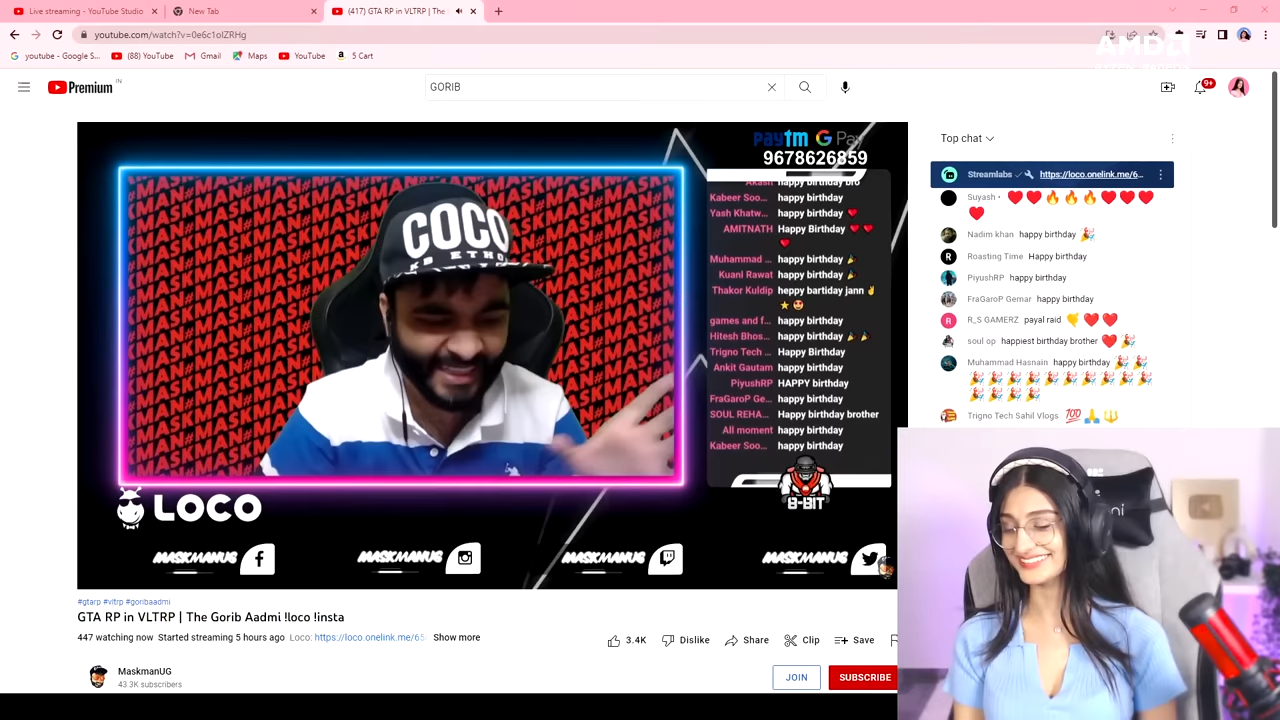 Live streaming - YouTube Studio
New Tab
(417) GTA RP in VLTRP | The
youtube.com/watch?v=0e6c1oIZRHg
youtube - Google S...
(88) YouTube
Gmail
Maps
YouTube
5 Cart
AMD
Premium
IN
GORIB
9+
paytm G Pay
9678626859
COCO
MASKMAN#
Akash happy birthday bro
Kabeer Soo... happy birthday
Yash Khatw... happy birthday ❤️
AMITNATH Happy Birthday ❤️ ❤️
❤️
Muhammad ... happy birthday 🎉
Kuanl Rawat happy birthday 🎉
Thakor Kuldip heppy bartiday jann ✌️
⭐ 😍
games and f... happy birthday
Hitesh Bhos... happy birthday 🎉 🎉
Trigno Tech ... Happy Birthday
Ankit Gautam happy birthday
PiyushRP HAPPY birthday
FraGaroP Ge... happy birthday
SOUL REHA... Happy birthday brother
All moment happy birthday
Kabeer Soo... happy birthday
8-BIT
LOCO
MASKMANUG
MASKMANUG
MASKMANUG
MASKMANUG
Top chat
Streamlabs https://loco.onelink.me/6...
Suyash • ❤️❤️🔥🔥🔥❤️❤️❤️
❤️
Nadim khan happy birthday 🎉
R Roasting Time Happy birthday
PiyushRP happy birthday
FraGaroP Gemar happy birthday
R R_S GAMERZ payal raid ❤️ ❤️
soul op happiest birthday brother ❤️ 🎉
Muhammad Hasnain happy birthday 🎉 🎉
🎉🎉🎉🎉🎉🎉🎉🎉🎉🎉
🎉🎉🎉🎉
Trigno Tech Sahil Vlogs 💯 🙏 🔱
#gtarp #vltrp #goribaadmi
GTA RP in VLTRP | The Gorib Aadmi !loco !insta
447 watching now Started streaming 5 hours ago Loco: https://loco.onelink.me/65 Show more
3.4K Dislike Share Clip Save
MaskmanUG
43.3K subscribers
JOIN
SUBSCRIBE